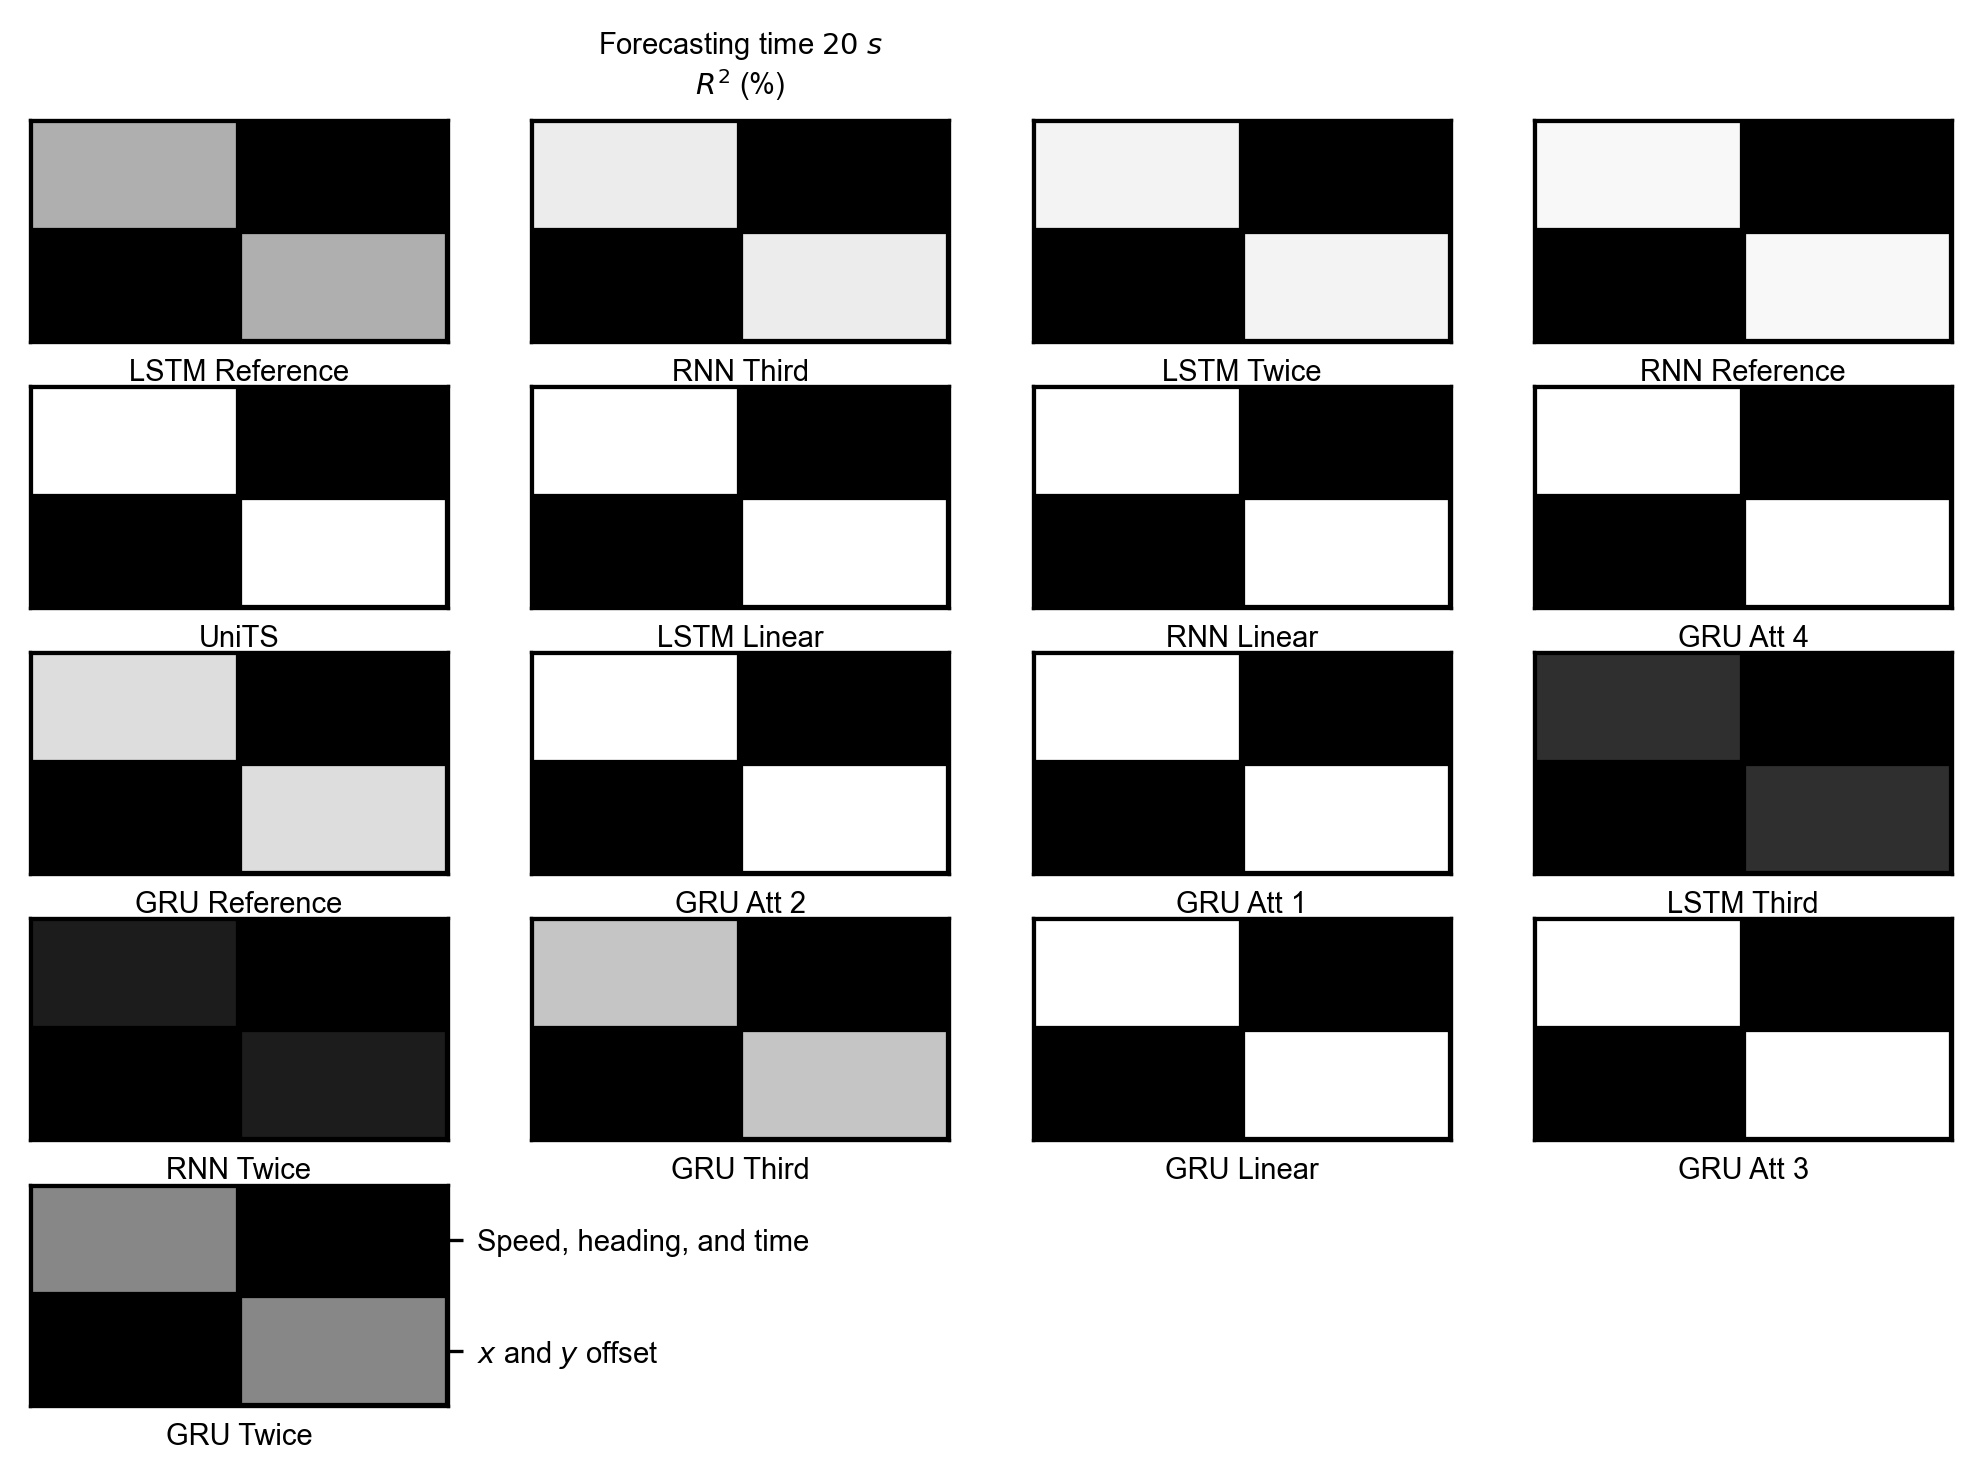 Forecasting time 20 s
R² (%)
LSTM Reference
RNN Third
LSTM Twice
RNN Reference
UniTS
LSTM Linear
RNN Linear
GRU Att 4
GRU Reference
GRU Att 2
GRU Att 1
LSTM Third
RNN Twice
GRU Third
GRU Linear
GRU Att 3
Speed, heading, and time
x and y offset
GRU Twice